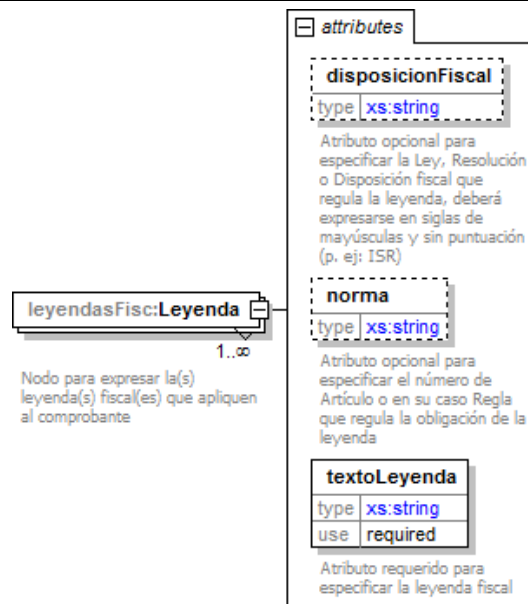 attributes
disposicionFiscal
type xs:string
Atributo opcional para
especificar la Ley, Resolución
o Disposición fiscal que
regula la leyenda, deberá
expresarse en siglas de
mayúsculas y sin puntuación
(p. ej: ISR)
leyendasFisc:Leyenda
1..∞
Nodo para expresar la(s)
leyenda(s) fiscal(es) que apliquen
al comprobante
norma
type xs:string
Atributo opcional para
especificar el número de
Artículo o en su caso Regla
que regula la obligación de la
leyenda
textoLeyenda
type xs:string
use required
Atributo requerido para
especificar la leyenda fiscal